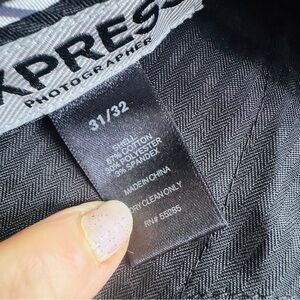 XPRESS
PHOTOGRAPHER
31/32
SHELL
67% COTTON
30% POLYESTER
3% SPANDEX
MADE IN CHINA
DRY CLEAN ONLY
RN# 55285